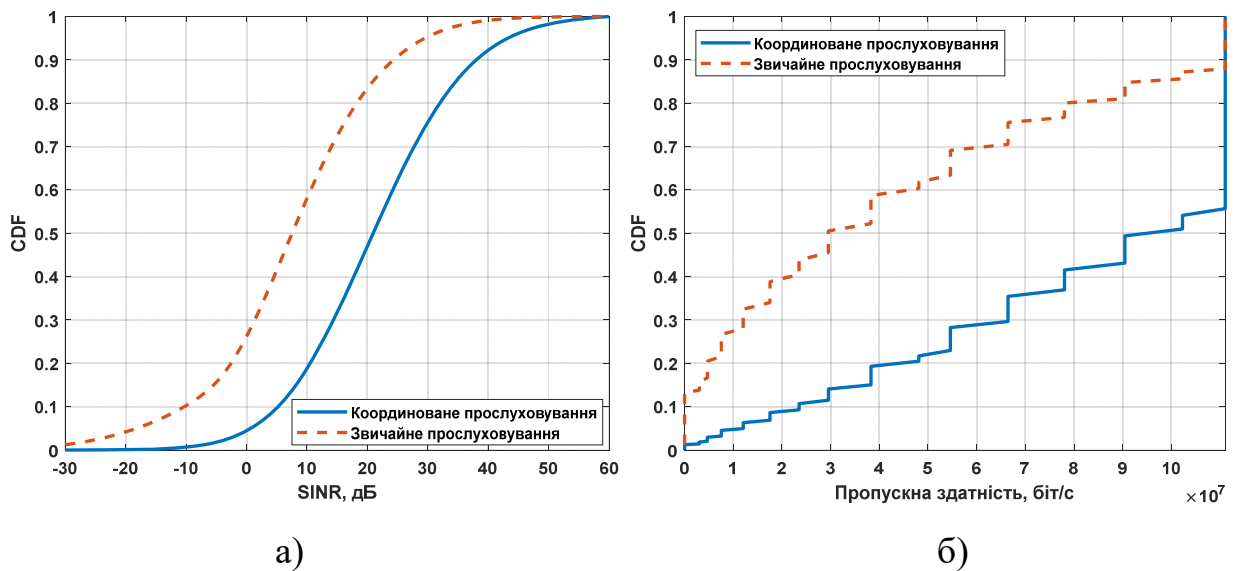 1
0.9
0.8
0.7
0.6
0.5
0.4
0.3
0.2
0.1
0
CDF
-30 -20 -10 0 10 20 30 40 50 60
SINR, дБ
Координоване прослуховування
Звичайне прослуховування
а)
1
0.9
0.8
0.7
0.6
0.5
0.4
0.3
0.2
0.1
0
CDF
Координоване прослуховування
Звичайне прослуховування
0 1 2 3 4 5 6 7 8 9 10
Пропускна здатність, біт/с
×10⁷
б)